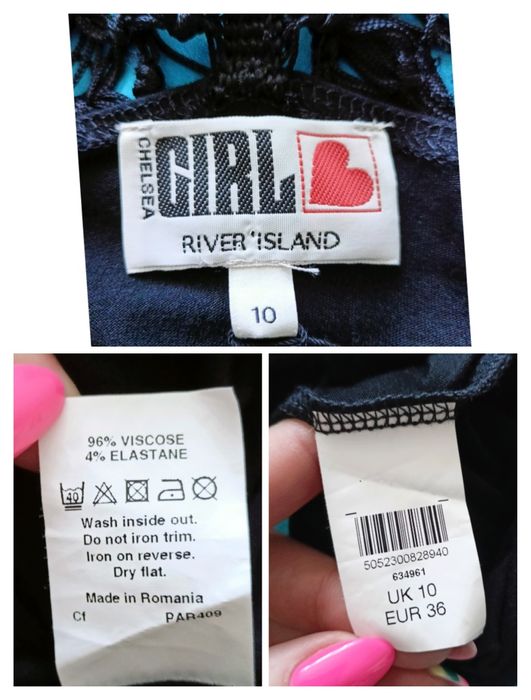 CHELSEA
GIRL
RIVER ISLAND
10
96% VISCOSE
4% ELASTANE
40
Wash inside out.
Do not iron trim.
Iron on reverse.
Dry flat.
Made in Romania
Cf PAR409
5052300828940
634961
UK 10
EUR 36